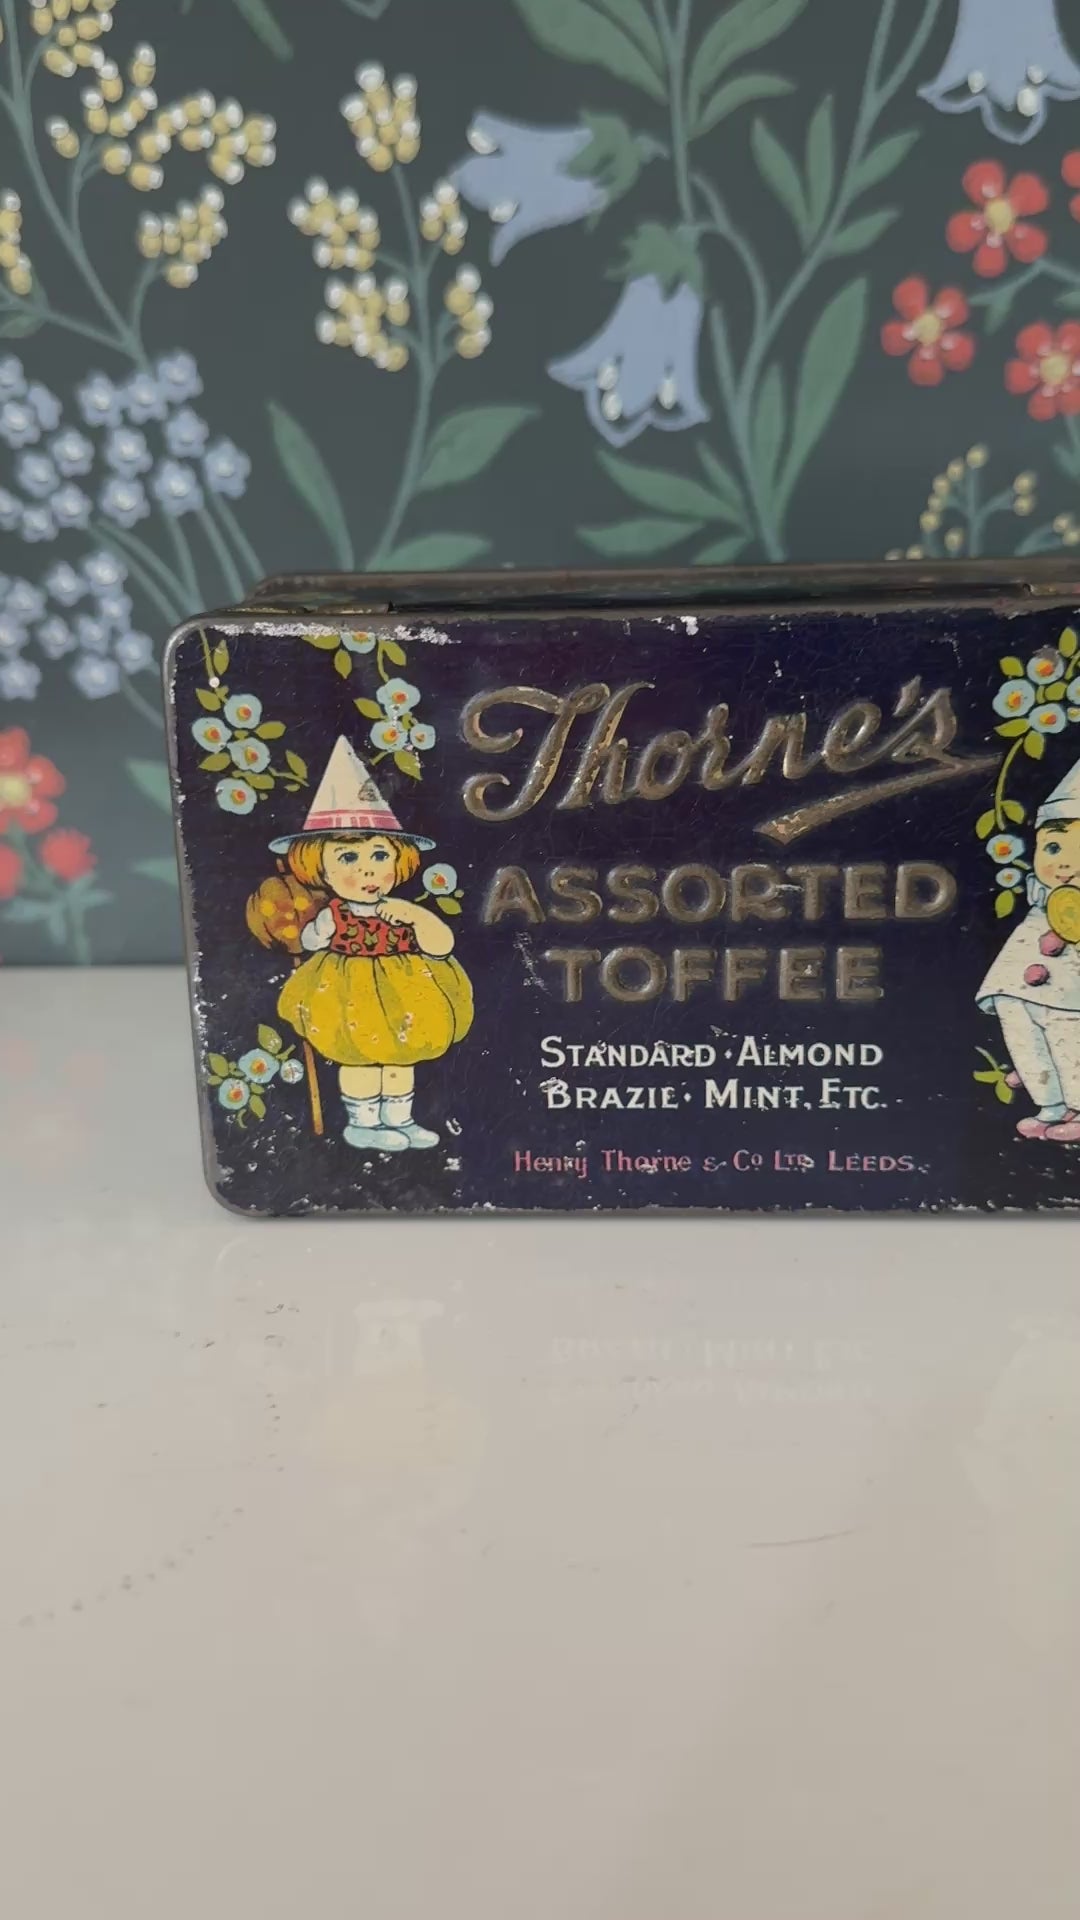 Thorne's
ASSORTED
TOFFEE
STANDARD · ALMOND
BRAZIL · MINT, ETC.
Henry Thorne & Co LTD LEEDS.